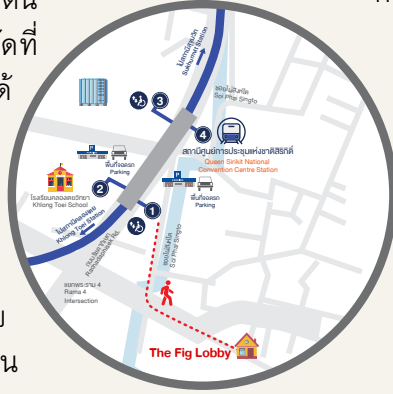 ไปสถานีสุขุมวิท
Sukhumvit Station
ซอยไผ่สิงห์โต
Soi Phai Singto
3
4
สถานีศูนย์การประชุมแห่งชาติสิริกิติ์
Queen Sirikit National
Convention Centre Station
พื้นที่จอดรถ
Parking
2
1
พื้นที่จอดรถ
Parking
โรงเรียนคลองเตยวิทยา
Khlong Toei School
ไปสถานีคลองเตย
Khlong Toei Station
ถนนรัชดาภิเษก
Ratchadaphisek Rd.
ซอยไผ่สิงห์โต
Soi Phai Singto
แยกพระราม 4
Rama 4
Intersection
The Fig Lobby